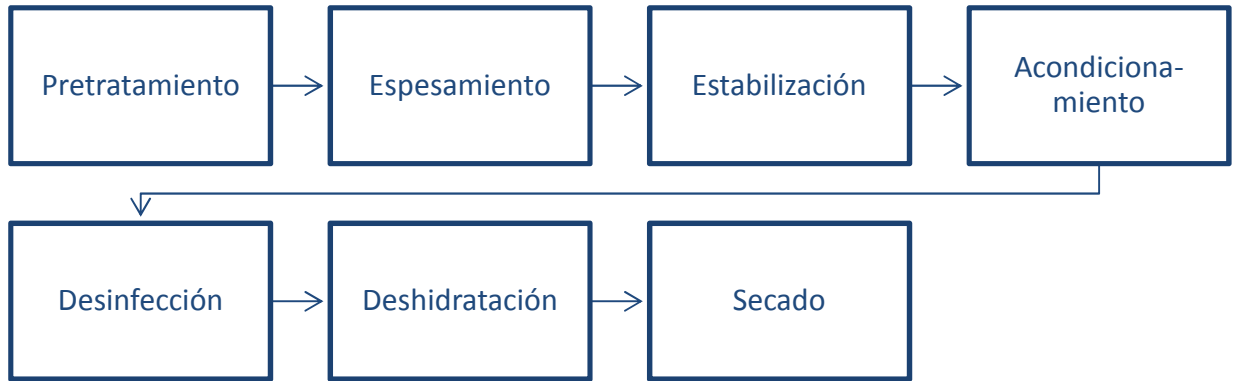 Pretratamiento
Espesamiento
Estabilización
Acondiciona-
miento
Desinfección
Deshidratación
Secado